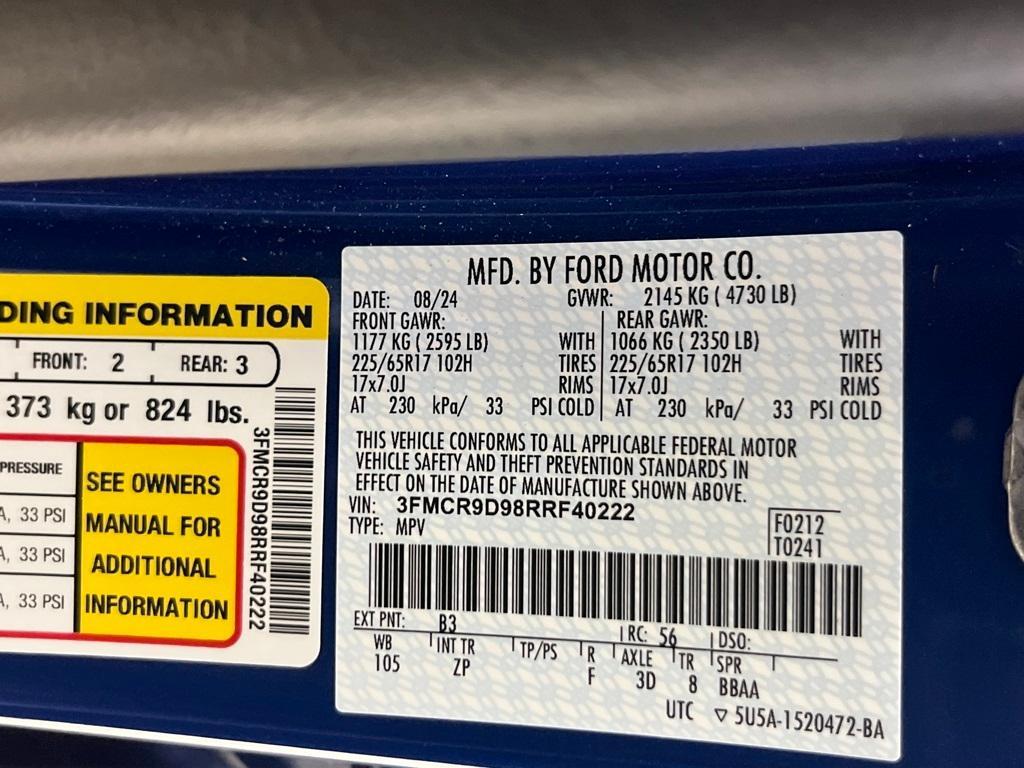 DING INFORMATION
FRONT: 2 REAR: 3
373 kg or 824 lbs.
PRESSURE
A, 33 PSI
A, 33 PSI
A, 33 PSI
SEE OWNERS
MANUAL FOR
ADDITIONAL
INFORMATION
3FMCR9D98RRF40222
MFD. BY FORD MOTOR CO.
DATE: 08/24 GVWR: 2145 KG ( 4730 LB)
FRONT GAWR: REAR GAWR:
1177 KG ( 2595 LB) WITH 1066 KG ( 2350 LB) WITH
225/65R17 102H TIRES 225/65R17 102H TIRES
17x7.0J RIMS 17x7.0J RIMS
AT 230 kPa/ 33 PSI COLD AT 230 kPa/ 33 PSI COLD
THIS VEHICLE CONFORMS TO ALL APPLICABLE FEDERAL MOTOR
VEHICLE SAFETY AND THEFT PREVENTION STANDARDS IN
EFFECT ON THE DATE OF MANUFACTURE SHOWN ABOVE.
VIN: 3FMCR9D98RRF40222
TYPE: MPV
F0212
T0241
EXT PNT: B3 RC: 56 DSO:
WB INT TR TP/PS R AXLE TR SPR
105 ZP F 3D 8 BBAA
UTC ▽ 5U5A-1520472-BA